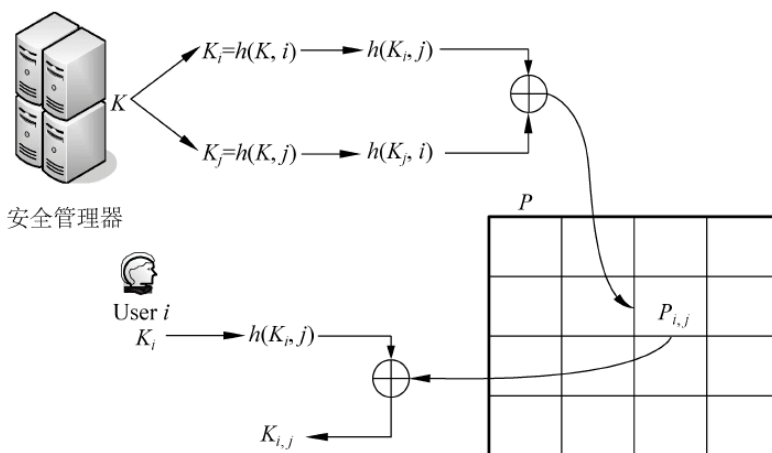 K
K_i=h(K, i)
h(K_i, j)
K_j=h(K, j)
h(K_j, i)
安全管理器
P
P_{i,j}
User i
K_i
h(K_i, j)
K_{i,j}